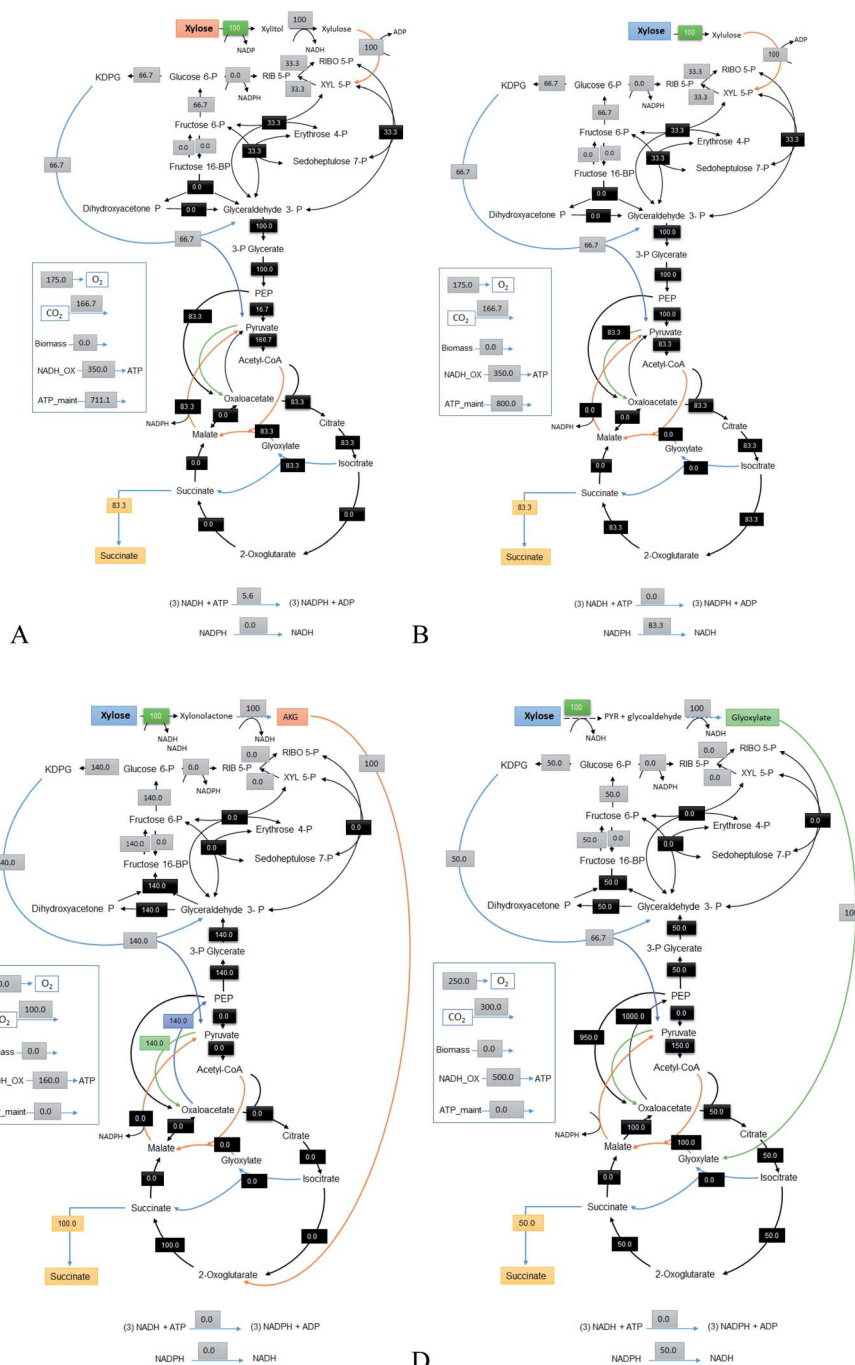 Xylose 100 Xylitol 100 Xylulose
NADP NADH 100 ADP
KDPG 66.7 Glucose 6-P 0.0 RIB 5-P 33.3 RIBO 5-P
NADPH 33.3 XYL 5-P
66.7
Fructose 6-P 33.3 Erythrose 4-P 33.3
0.0 0.0 33.3 Sedoheptulose 7-P
66.7 Fructose 16-BP
0.0
Dihydroxyacetone P 0.0 Glyceraldehyde 3- P
66.7 100.0
3-P Glycerate
175.0 O2 100.0
CO2 166.7 PEP
83.3 16.7
Biomass 0.0 Pyruvate
166.7
NADH_OX 350.0 ATP Acetyl-CoA
ATP_maint 711.1 Oxaloacetate
83.3 0.0 83.3
NADPH Malate 83.3 Citrate
Glyoxylate 83.3
0.0 83.3 Isocitrate
Succinate
83.3 0.0 0.0
Succinate 2-Oxoglutarate
(3) NADH + ATP 5.6 (3) NADPH + ADP
NADPH 0.0 NADH
A
Xylose 100 Xylulose
100 ADP
KDPG 66.7 Glucose 6-P 0.0 RIB 5-P 33.3 RIBO 5-P
NADPH 33.3 XYL 5-P
66.7
Fructose 6-P 33.3 Erythrose 4-P 33.3
0.0 0.0 33.3 Sedoheptulose 7-P
66.7 Fructose 16-BP
0.0
Dihydroxyacetone P 0.0 Glyceraldehyde 3- P
66.7 100.0
3-P Glycerate
175.0 O2 100.0
CO2 166.7 PEP
83.3 100.0
Biomass 0.0 Pyruvate
83.3
NADH_OX 350.0 ATP Acetyl-CoA
ATP_maint 800.0 Oxaloacetate
0.0 0.0 83.3
NADPH Malate 0.0 Citrate
Glyoxylate 83.3
0.0 0.0 Isocitrate
Succinate
83.3 83.3 83.3
Succinate 2-Oxoglutarate
(3) NADH + ATP 0.0 (3) NADPH + ADP
NADPH 83.3 NADH
B
Xylose 100 Xylonolactone 100 AKG
NADH NADH
NADH
KDPG 140.0 Glucose 6-P 0.0 RIB 5-P 0.0 RIBO 5-P 100
NADPH 0.0 XYL 5-P
140.0
Fructose 6-P 0.0 Erythrose 4-P 0.0
140.0 0.0 0.0 Sedoheptulose 7-P
Fructose 16-BP
140.0
Dihydroxyacetone P 140.0 Glyceraldehyde 3- P
140.0 140.0
3-P Glycerate
140.0
100.0 PEP
140.0 0.0
0.0 140.0 Pyruvate
0.0
160.0 ATP Acetyl-CoA
0.0 Oxaloacetate
0.0 0.0 0.0
NADPH Malate 0.0 Citrate
Glyoxylate 0.0
0.0 0.0 Isocitrate
Succinate
100.0 100.0 0.0
Succinate 2-Oxoglutarate
(3) NADH + ATP 0.0 (3) NADPH + ADP
NADPH 0.0 NADH
Xylose 100 PYR + glycoaldehyde 100 Glyoxylate
NADH NADH
KDPG 50.0 Glucose 6-P 0.0 RIB 5-P 0.0 RIBO 5-P
NADPH 0.0 XYL 5-P
50.0
Fructose 6-P 0.0 Erythrose 4-P 0.0
50.0 0.0 0.0 Sedoheptulose 7-P
50.0 Fructose 16-BP
50.0
Dihydroxyacetone P 50.0 Glyceraldehyde 3- P
66.7 50.0
3-P Glycerate
250.0 O2 50.0
CO2 300.0 PEP
950.0 1000.0 0.0
Biomass 0.0 Pyruvate
150.0
NADH_OX 500.0 ATP Acetyl-CoA
ATP_maint 0.0 Oxaloacetate
0.0 100.0 50.0
NADPH Malate 100.0 Citrate
Glyoxylate 50.0
0.0 0.0 Isocitrate
Succinate
50.0 50.0 50.0
Succinate 2-Oxoglutarate
(3) NADH + ATP 0.0 (3) NADPH + ADP
NADPH 50.0 NADH